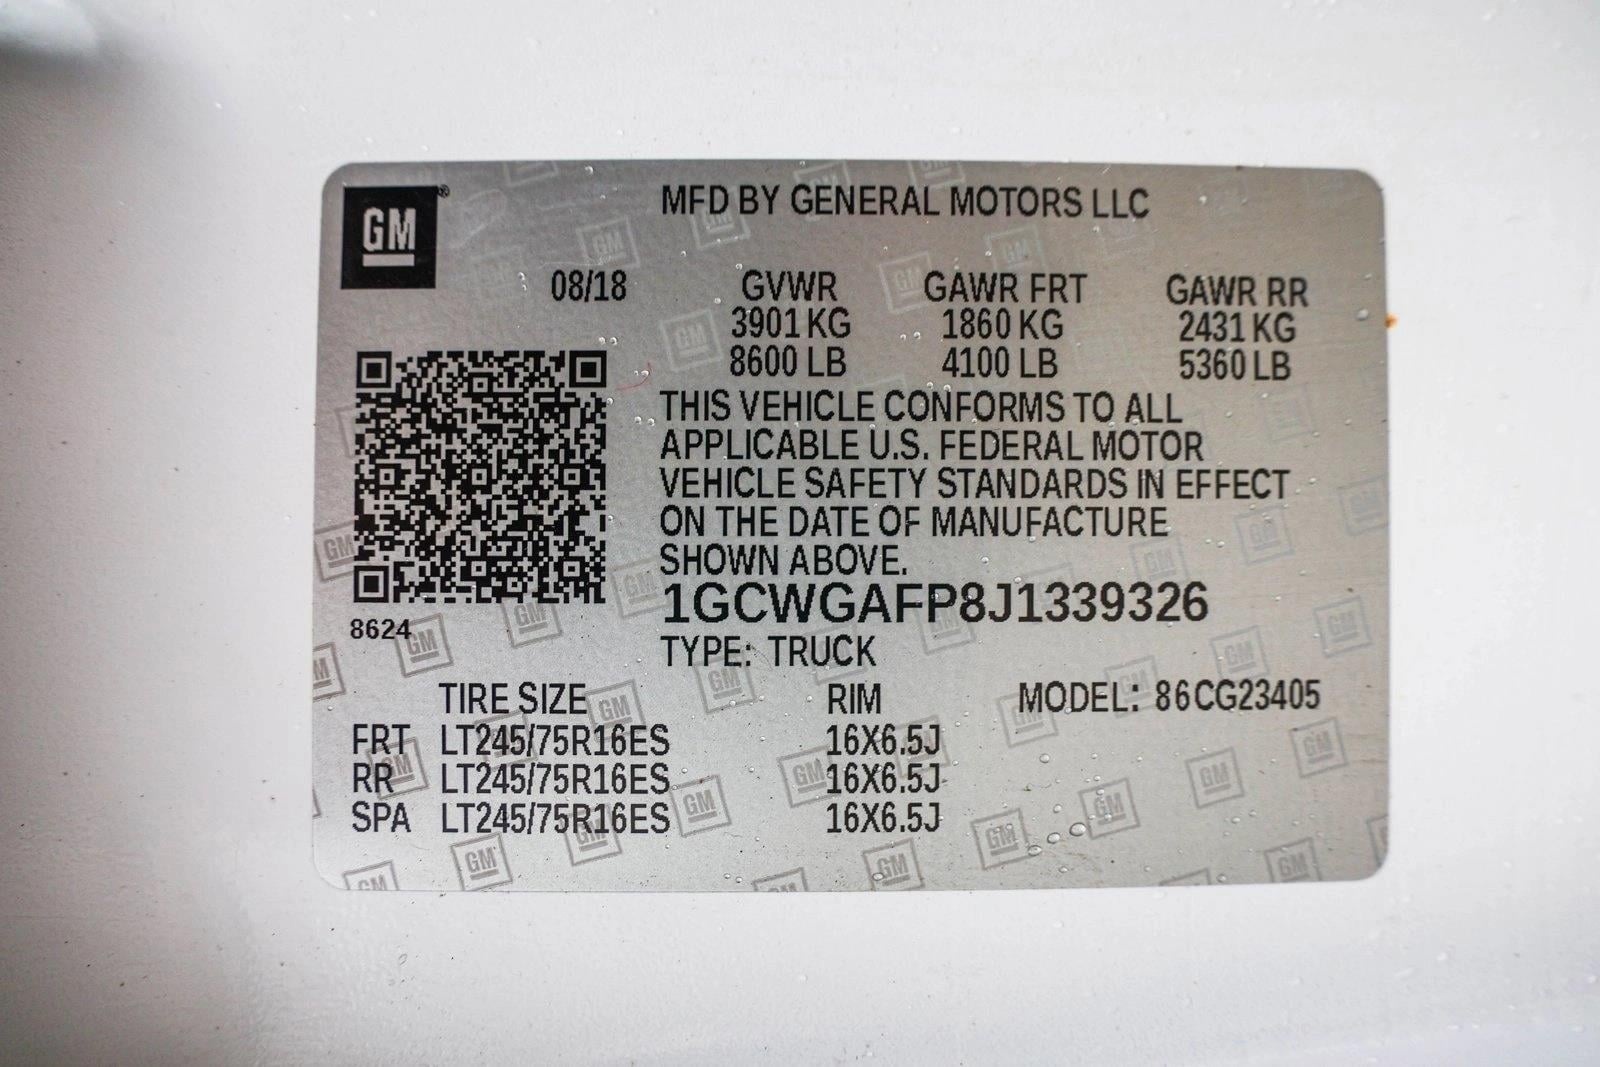 GM®
MFD BY GENERAL MOTORS LLC
08/18 GVWR GAWR FRT GAWR RR
3901 KG 1860 KG 2431 KG
8600 LB 4100 LB 5360 LB
THIS VEHICLE CONFORMS TO ALL
APPLICABLE U.S. FEDERAL MOTOR
VEHICLE SAFETY STANDARDS IN EFFECT
ON THE DATE OF MANUFACTURE
SHOWN ABOVE.
1GCWGAFP8J1339326
8624
TYPE: TRUCK
TIRE SIZE RIM MODEL: 86CG23405
FRT LT245/75R16ES 16X6.5J
RR LT245/75R16ES 16X6.5J
SPA LT245/75R16ES 16X6.5J